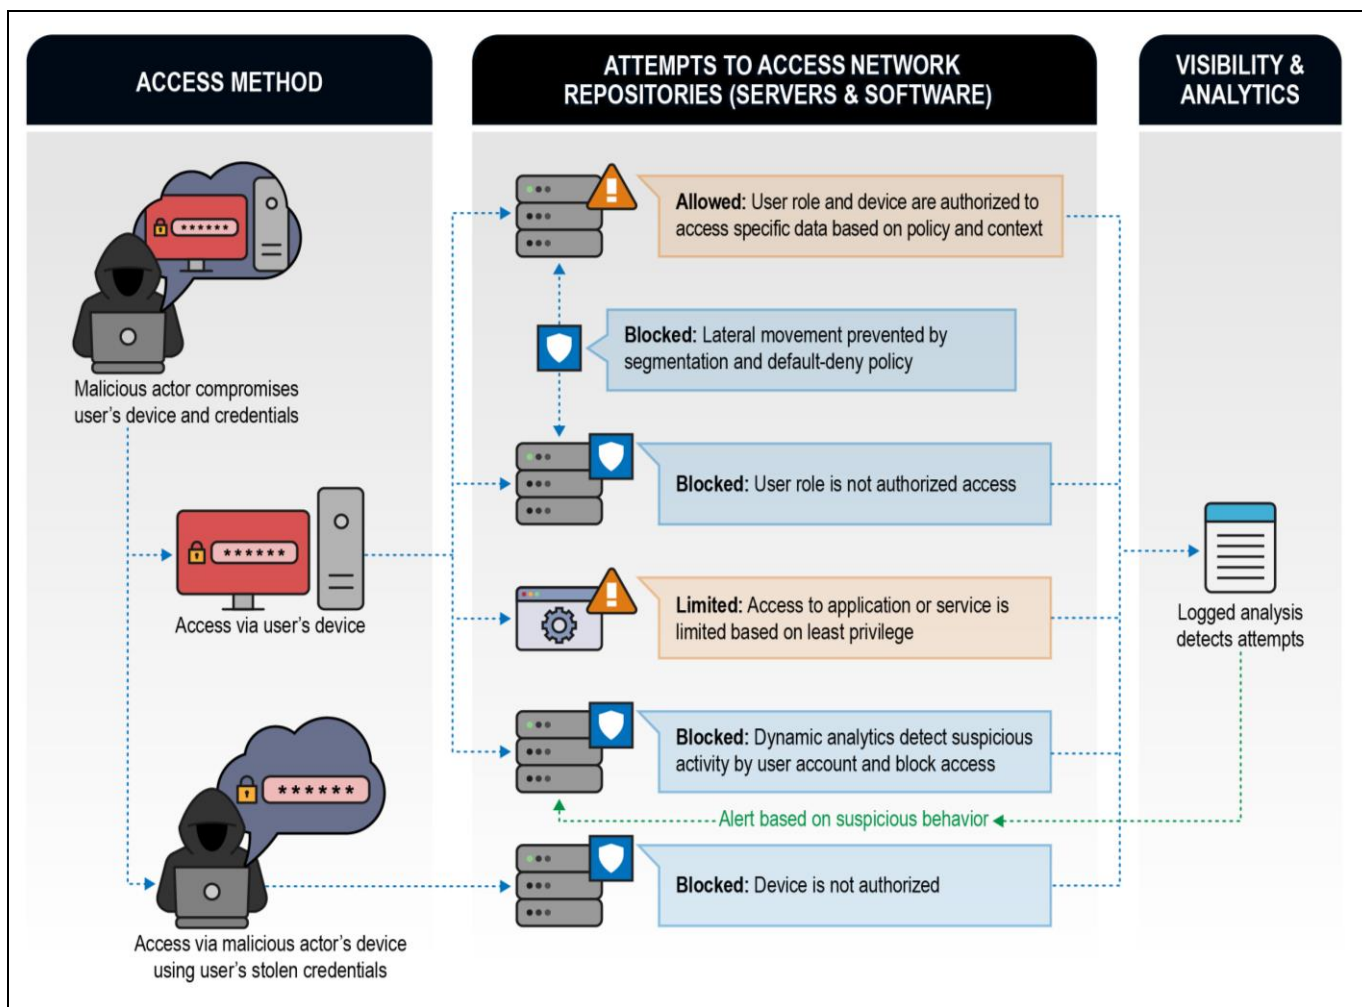 ACCESS METHOD
ATTEMPTS TO ACCESS NETWORK
REPOSITORIES (SERVERS & SOFTWARE)
VISIBILITY &
ANALYTICS
******
Malicious actor compromises
user's device and credentials
******
Access via user's device
******
Access via malicious actor's device
using user's stolen credentials
Allowed: User role and device are authorized to
access specific data based on policy and context
Blocked: Lateral movement prevented by
segmentation and default-deny policy
Blocked: User role is not authorized access
Limited: Access to application or service is
limited based on least privilege
Blocked: Dynamic analytics detect suspicious
activity by user account and block access
Alert based on suspicious behavior
Blocked: Device is not authorized
Logged analysis
detects attempts